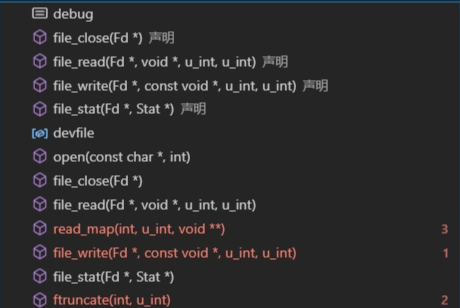 debug
file_close(Fd *) 声明
file_read(Fd *, void *, u_int, u_int) 声明
file_write(Fd *, const void *, u_int, u_int) 声明
file_stat(Fd *, Stat *) 声明
devfile
open(const char *, int)
file_close(Fd *)
file_read(Fd *, void *, u_int, u_int)
read_map(int, u_int, void **) 3
file_write(Fd *, const void *, u_int, u_int) 1
file_stat(Fd *, Stat *)
ftruncate(int, u_int) 2